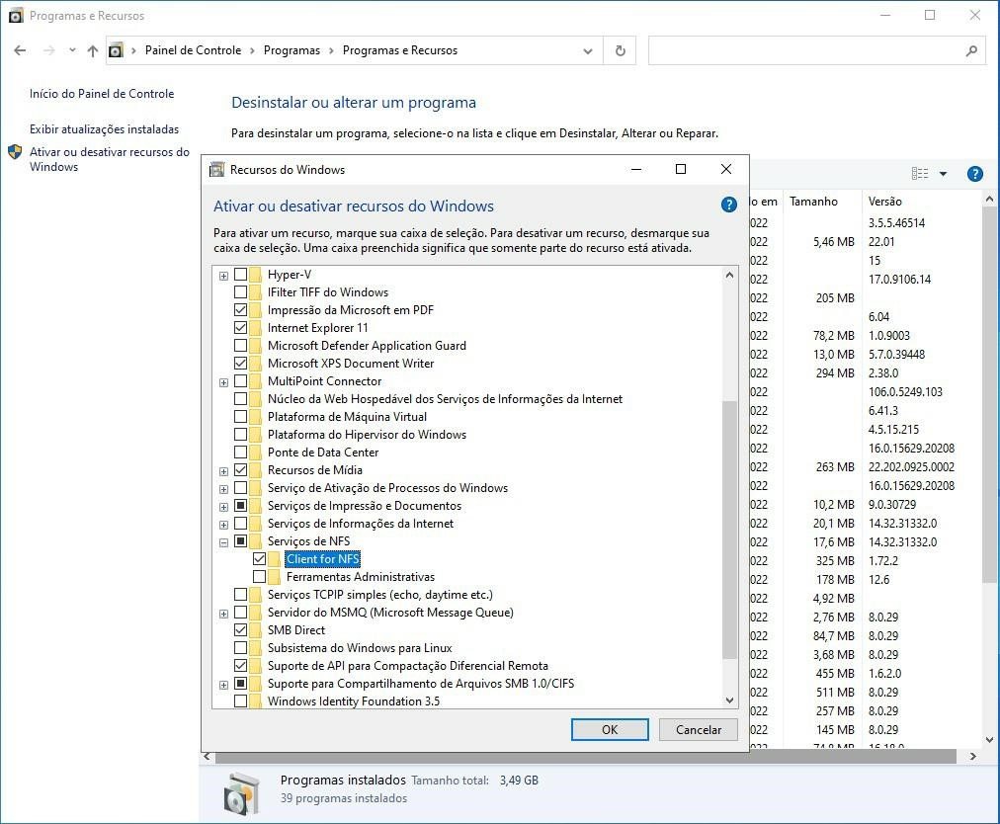 Programas e Recursos
Painel de Controle > Programas > Programas e Recursos
Início do Painel de Controle
Exibir atualizações instaladas
Ativar ou desativar recursos do
Windows
Desinstalar ou alterar um programa
Para desinstalar um programa, selecione-o na lista e clique em Desinstalar, Alterar ou Reparar.
Recursos do Windows
Ativar ou desativar recursos do Windows
Para ativar um recurso, marque sua caixa de seleção. Para desativar um recurso, desmarque sua
caixa de seleção. Uma caixa preenchida significa que somente parte do recurso está ativada.
Hyper-V
IFilter TIFF do Windows
Impressão da Microsoft em PDF
Internet Explorer 11
Microsoft Defender Application Guard
Microsoft XPS Document Writer
MultiPoint Connector
Núcleo da Web Hospedável dos Serviços de Informações da Internet
Plataforma de Máquina Virtual
Plataforma do Hipervisor do Windows
Ponte de Data Center
Recursos de Mídia
Serviço de Ativação de Processos do Windows
Serviços de Impressão e Documentos
Serviços de Informações da Internet
Serviços de NFS
Client for NFS
Ferramentas Administrativas
Serviços TCPIP simples (echo, daytime etc.)
Servidor do MSMQ (Microsoft Message Queue)
SMB Direct
Subsistema do Windows para Linux
Suporte de API para Compactação Diferencial Remota
Suporte para Compartilhamento de Arquivos SMB 1.0/CIFS
Windows Identity Foundation 3.5
OK
Cancelar
do em Tamanho Versão
022 3.5.5.46514
022 5,46 MB 22.01
022 15
022 17.0.9106.14
022 205 MB
022 6.04
022 78,2 MB 1.0.9003
022 13,0 MB 5.7.0.39448
022 294 MB 2.38.0
022 106.0.5249.103
022 6.41.3
022 4.5.15.215
022 16.0.15629.20208
022 263 MB 22.202.0925.0002
022 16.0.15629.20208
022 10,2 MB 9.0.30729
022 20,1 MB 14.32.31332.0
022 17,6 MB 14.32.31332.0
022 325 MB 1.72.2
022 178 MB 12.6
022 4,92 MB
022 2,76 MB 8.0.29
022 84,7 MB 8.0.29
022 3,68 MB 8.0.29
022 455 MB 1.6.2.0
022 511 MB 8.0.29
022 257 MB 8.0.29
022 145 MB 8.0.29
022 74,8 MB 16.18.0
Programas instalados Tamanho total: 3,49 GB
39 programas instalados